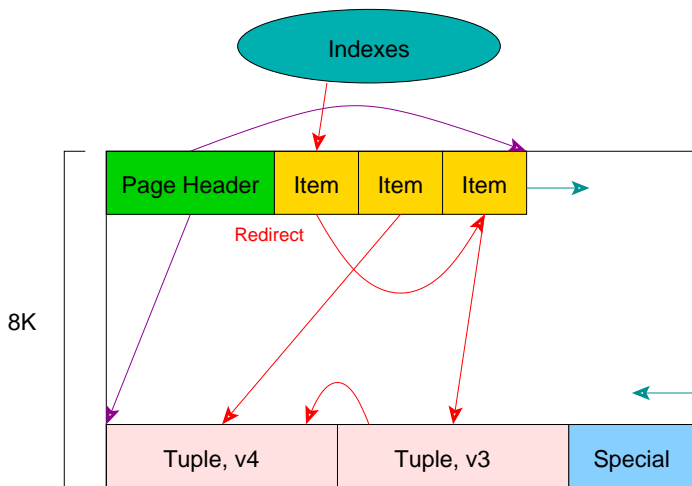 Indexes
Page Header Item Item Item
Redirect
8K
Tuple, v4 Tuple, v3 Special